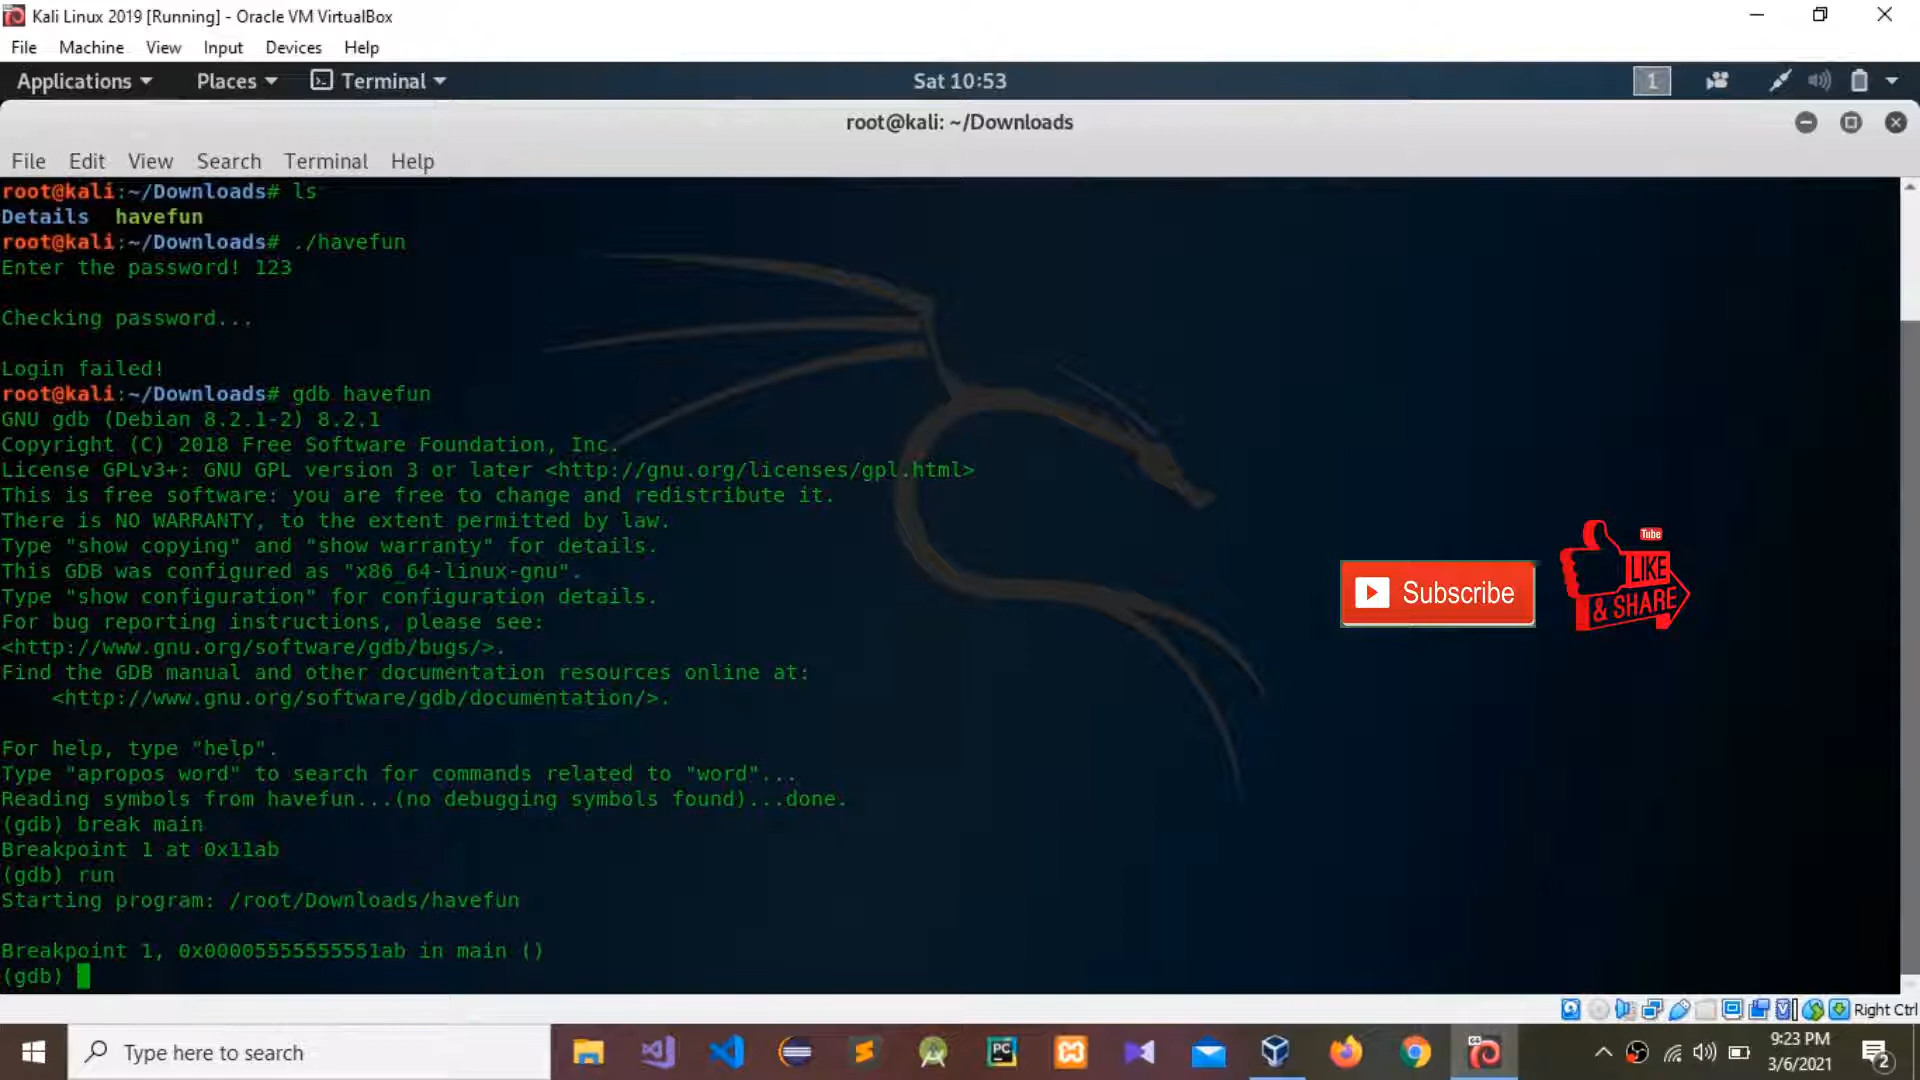 Kali Linux 2019 [Running] - Oracle VM VirtualBox
File Machine View Input Devices Help
Applications Places Terminal Sat 10:53 1
root@kali: ~/Downloads
File Edit View Search Terminal Help
root@kali:~/Downloads# ls
Details havefun
root@kali:~/Downloads# ./havefun
Enter the password! 123
Checking password...
Login failed!
root@kali:~/Downloads# gdb havefun
GNU gdb (Debian 8.2.1-2) 8.2.1
Copyright (C) 2018 Free Software Foundation, Inc.
License GPLv3+: GNU GPL version 3 or later <http://gnu.org/licenses/gpl.html>
This is free software: you are free to change and redistribute it.
There is NO WARRANTY, to the extent permitted by law.
Type "show copying" and "show warranty" for details.
This GDB was configured as "x86_64-linux-gnu".
Type "show configuration" for configuration details.
For bug reporting instructions, please see:
<http://www.gnu.org/software/gdb/bugs/>.
Find the GDB manual and other documentation resources online at:
    <http://www.gnu.org/software/gdb/documentation/>.
For help, type "help".
Type "apropos word" to search for commands related to "word"...
Reading symbols from havefun...(no debugging symbols found)...done.
(gdb) break main
Breakpoint 1 at 0x11ab
(gdb) run
Starting program: /root/Downloads/havefun
Breakpoint 1, 0x00005555555551ab in main ()
(gdb)
Tube
LIKE
& SHARE
Subscribe
Right Ctrl
Type here to search
PC
9:23 PM
3/6/2021
2